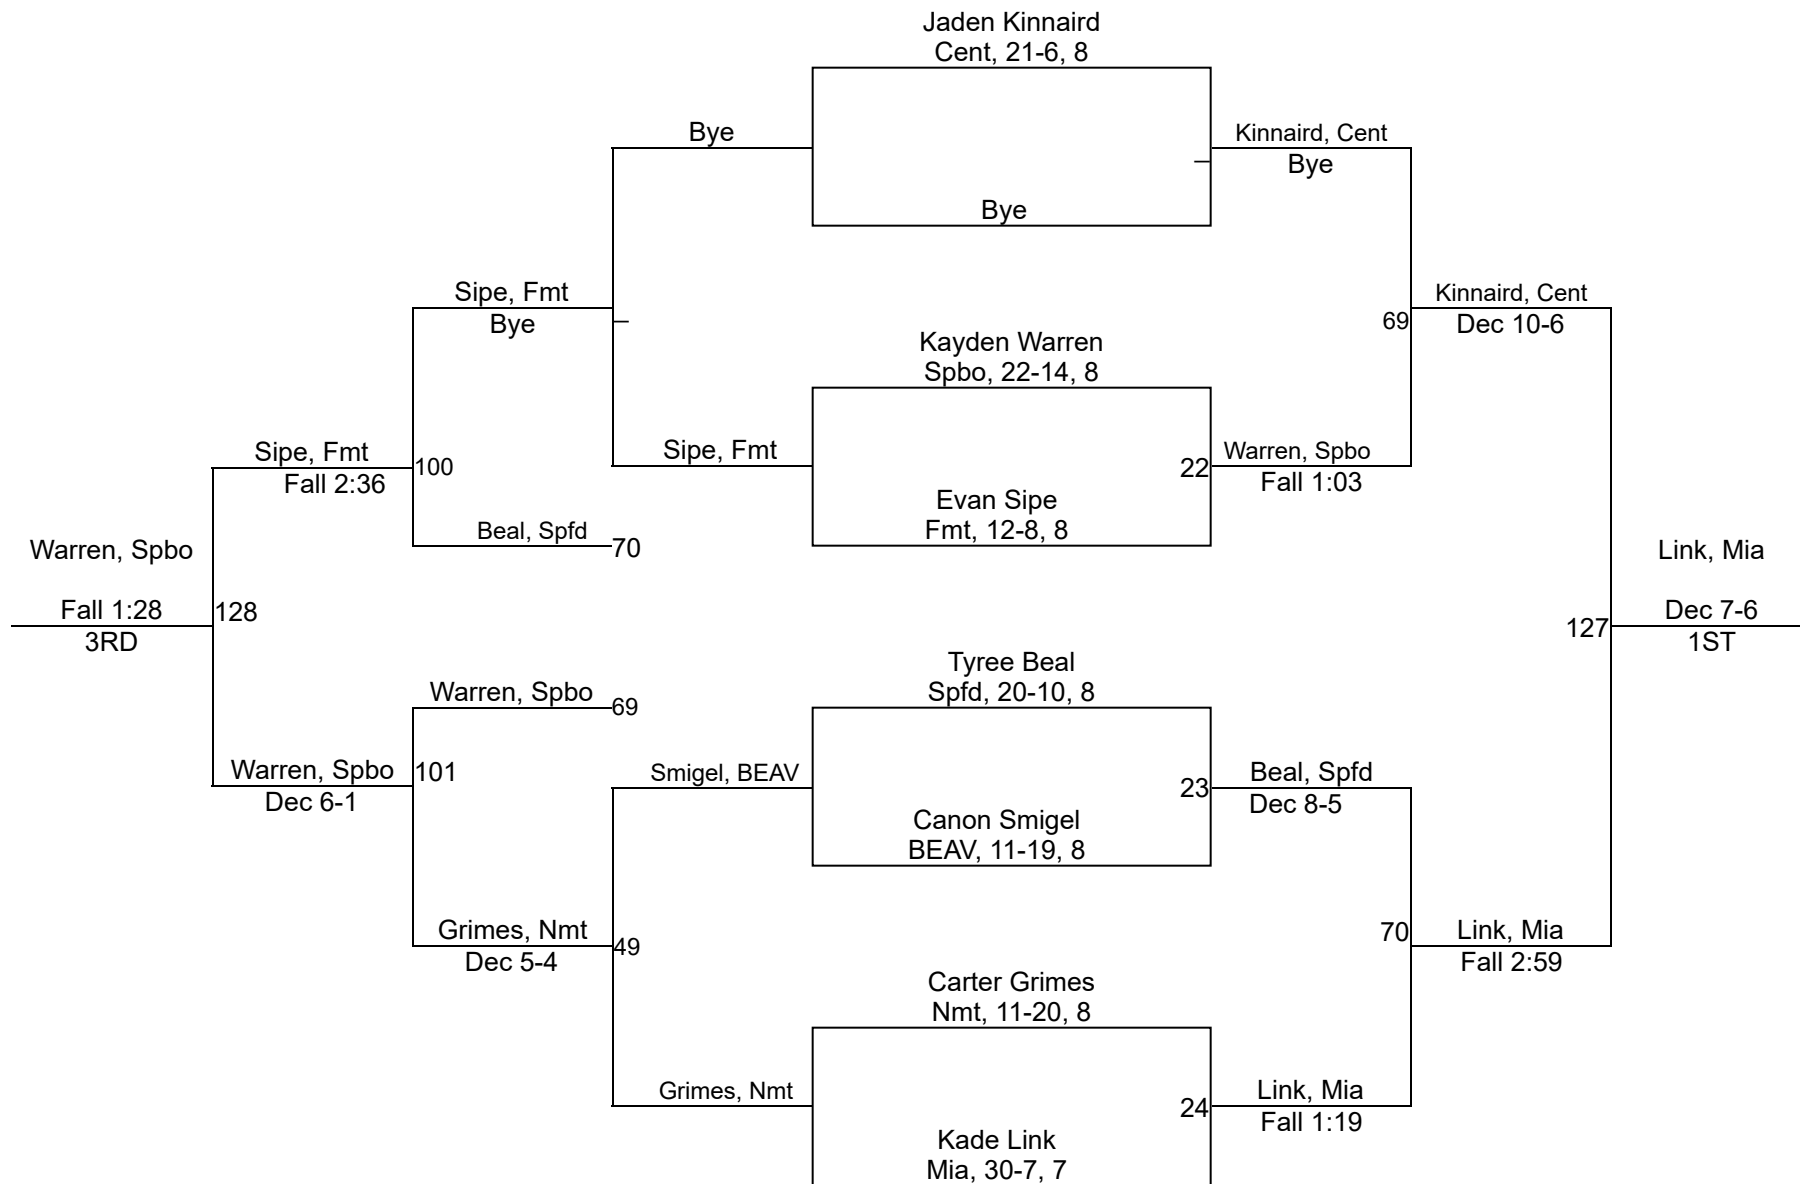 Jaden Kinnaird
Cent, 21-6, 8
Bye
Kinnaird, Cent
Bye
Bye
Sipe, Fmt
Bye
Kinnaird, Cent
69
Dec 10-6
Kayden Warren
Spbo, 22-14, 8
Sipe, Fmt
100
Fall 2:36
Sipe, Fmt
22
Warren, Spbo
Fall 1:03
Evan Sipe
Fmt, 12-8, 8
Beal, Spfd
70
Warren, Spbo
Fall 1:28
128
3RD
Link, Mia
Dec 7-6
127
1ST
Tyree Beal
Spfd, 20-10, 8
Warren, Spbo
69
Warren, Spbo
101
Dec 6-1
Smigel, BEAV
23
Beal, Spfd
Dec 8-5
Canon Smigel
BEAV, 11-19, 8
Grimes, Nmt
49
Dec 5-4
70
Link, Mia
Fall 2:59
Carter Grimes
Nmt, 11-20, 8
Grimes, Nmt
24
Link, Mia
Fall 1:19
Kade Link
Mia, 30-7, 7